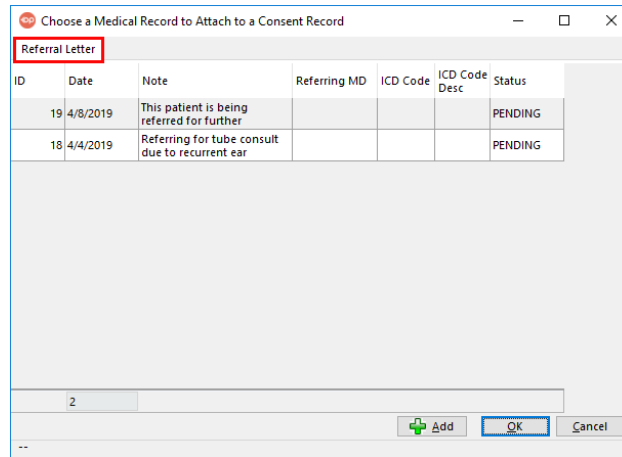 Choose a Medical Record to Attach to a Consent Record
Referral Letter
ID Date Note Referring MD ICD Code ICD Code Desc Status
19 4/8/2019 This patient is being referred for further PENDING
18 4/4/2019 Referring for tube consult due to recurrent ear PENDING
2
Add OK Cancel
--